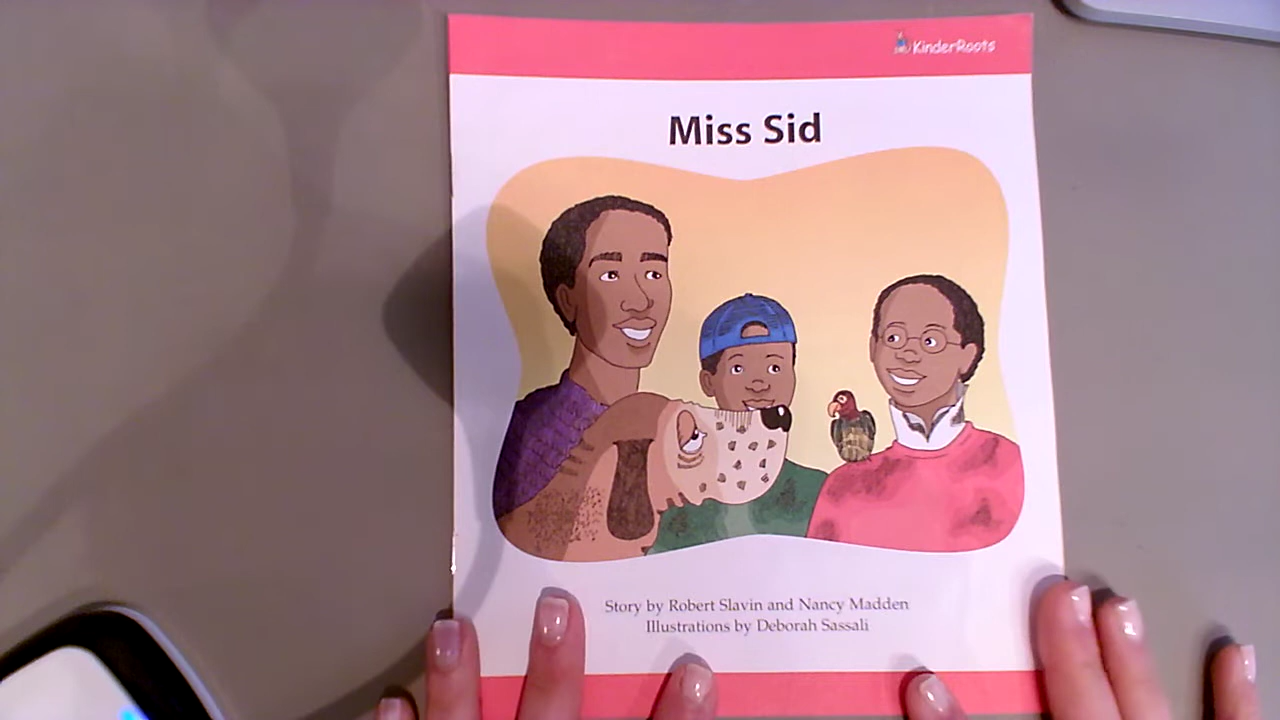 KinderRoots
Miss Sid
Story by Robert Slavin and Nancy Madden
Illustrations by Deborah Sassali